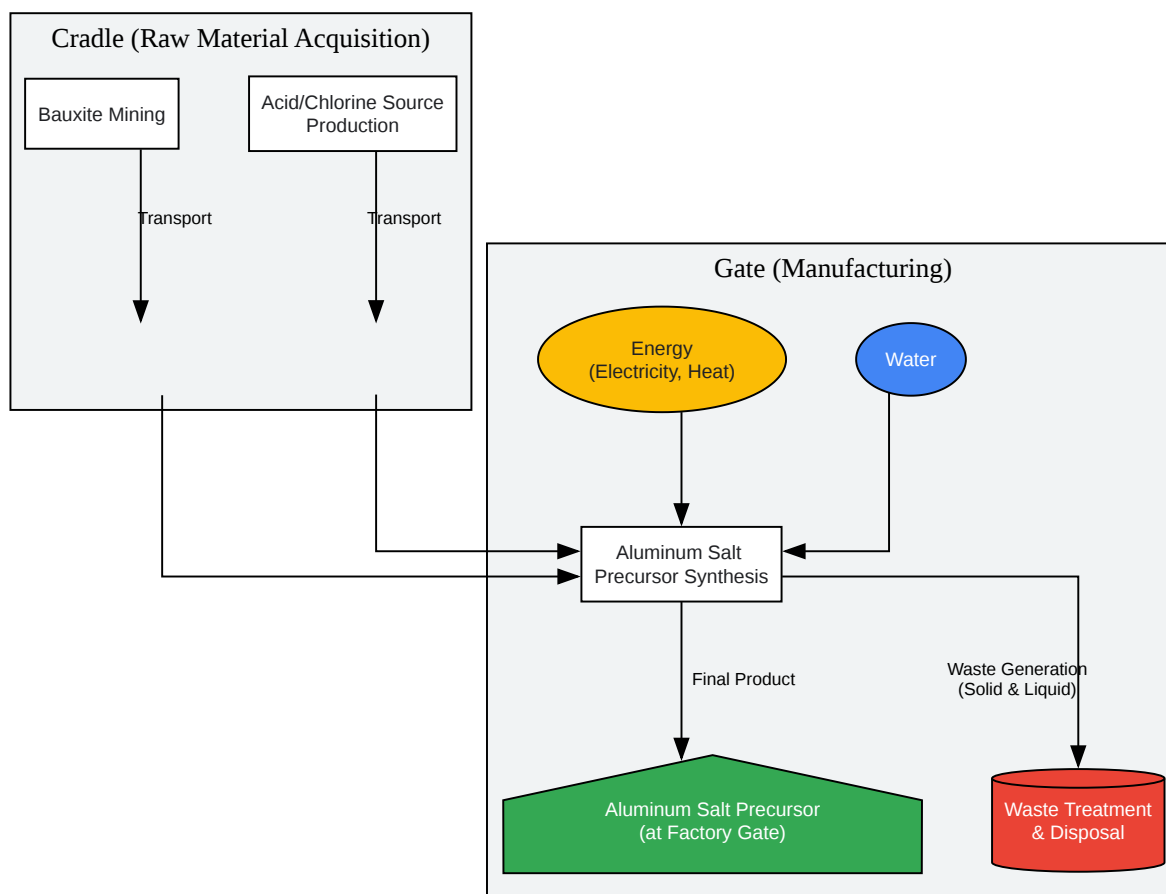 Cradle (Raw Material Acquisition)
Bauxite Mining
Acid/Chlorine Source
Production
Transport
Transport
Gate (Manufacturing)
Energy
(Electricity, Heat)
Water
Aluminum Salt
Precursor Synthesis
Final Product
Waste Generation
(Solid & Liquid)
Aluminum Salt Precursor
(at Factory Gate)
Waste Treatment
& Disposal